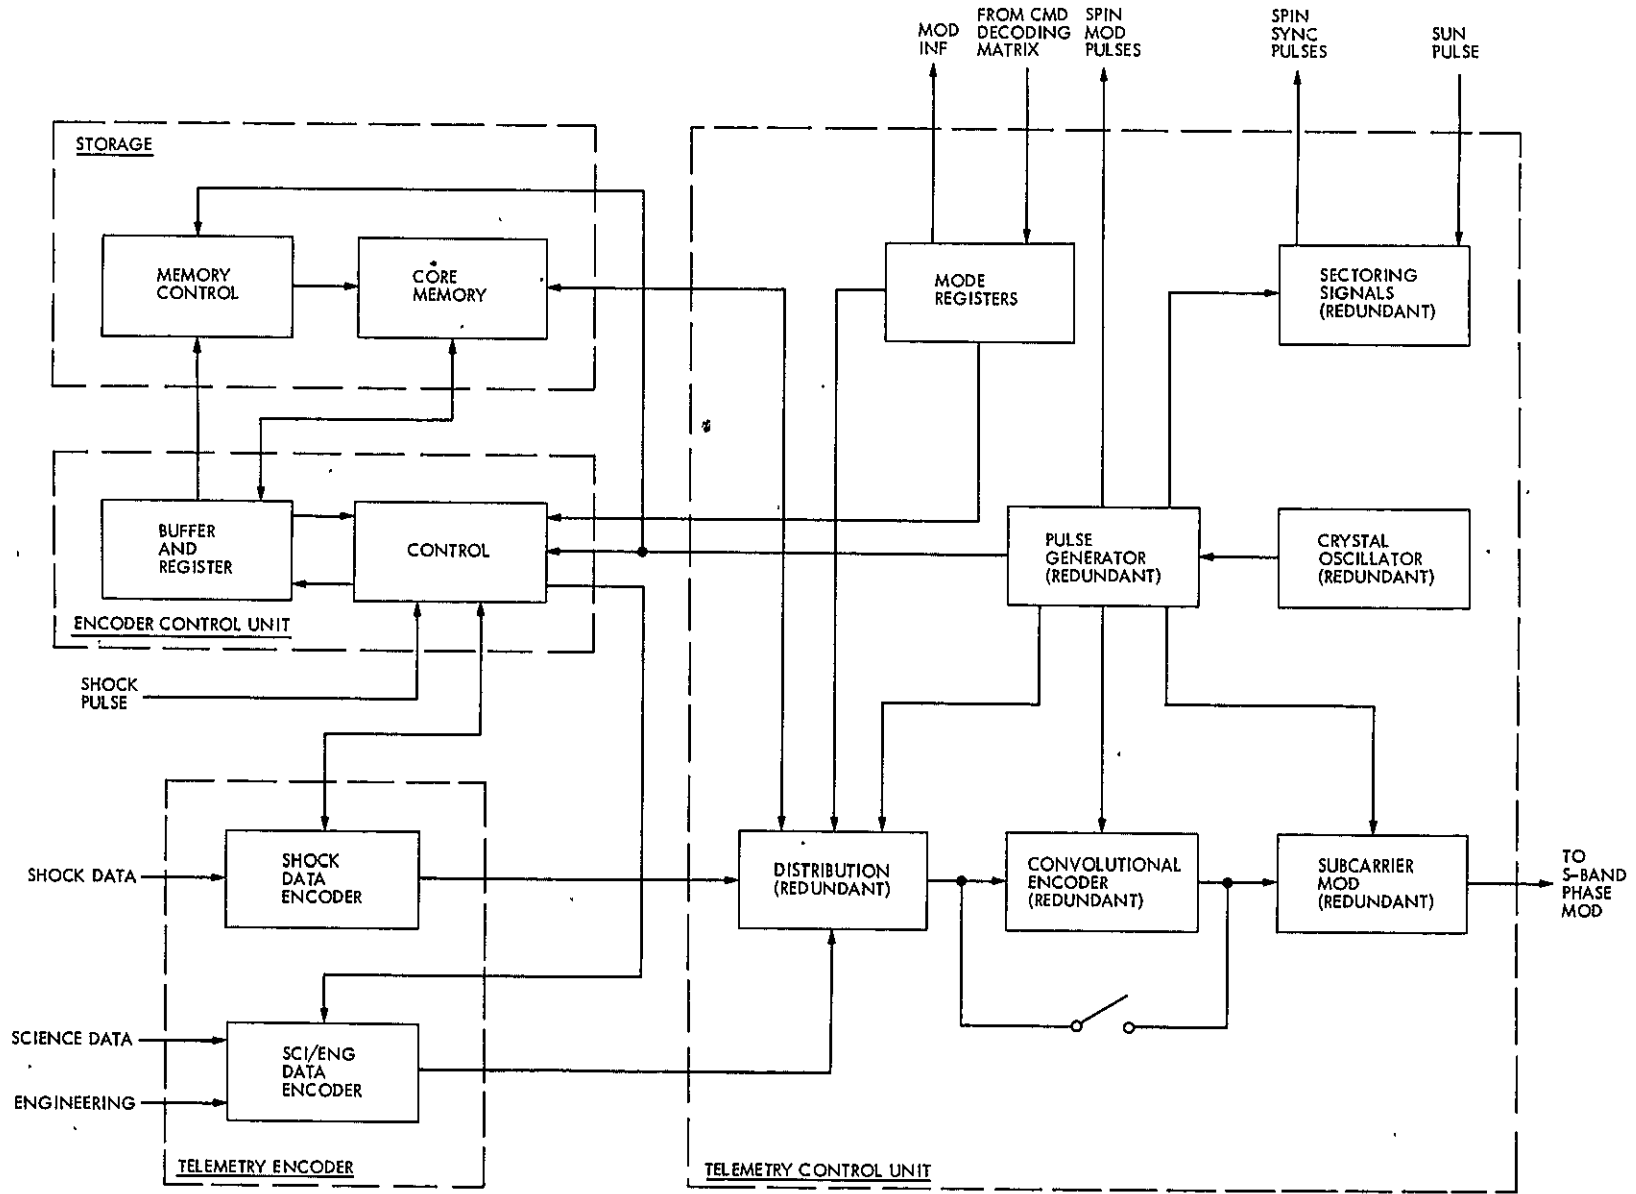 MOD
INF
FROM CMD
DECODING
MATRIX
SPIN
MOD
PULSES
SPIN
SYNC
PULSES
SUN
PULSE
STORAGE
MEMORY
CONTROL
CORE
MEMORY
MODE
REGISTERS
SECTORING
SIGNALS
(REDUNDANT)
BUFFER
AND
REGISTER
CONTROL
PULSE
GENERATOR
(REDUNDANT)
CRYSTAL
OSCILLATOR
(REDUNDANT)
ENCODER CONTROL UNIT
SHOCK
PULSE
SHOCK DATA
SHOCK
DATA
ENCODER
DISTRIBUTION
(REDUNDANT)
CONVOLUTIONAL
ENCODER
(REDUNDANT)
SUBCARRIER
MOD
(REDUNDANT)
TO
S-BAND
PHASE
MOD
SCIENCE DATA
ENGINEERING
SCI/ENG
DATA
ENCODER
TELEMETRY ENCODER
TELEMETRY CONTROL UNIT